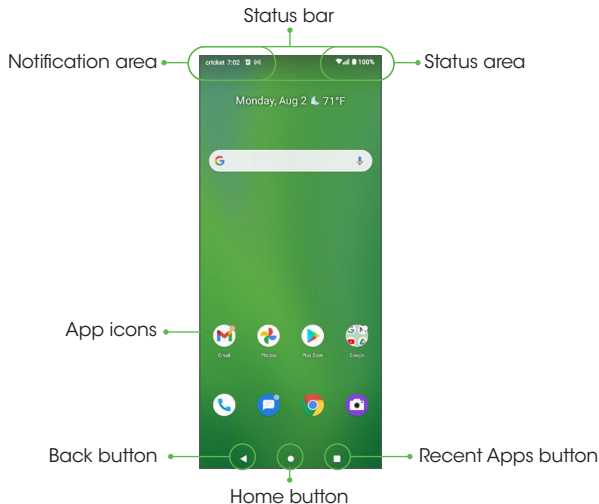 Status bar
Notification area
Status area
cricket 7:02
100%
Monday, Aug 2 71°F
G
App icons
Gmail Photos Play Store Google
Back button
Recent Apps button
Home button